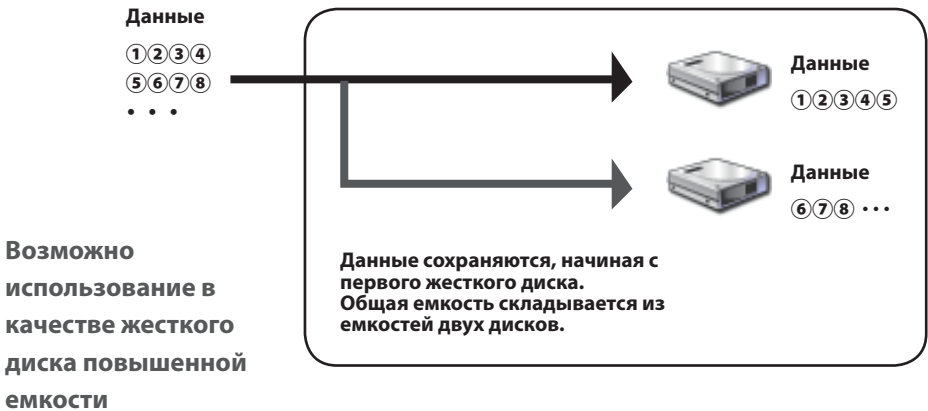 Данные
①②③④
⑤⑥⑦⑧
• • •
Данные
①②③④⑤
Данные
⑥⑦⑧ • • •
Данные сохраняются, начиная с
первого жесткого диска.
Общая емкость складывается из
емкостей двух дисков.
Возможно
использование в
качестве жесткого
диска повышенной
емкости